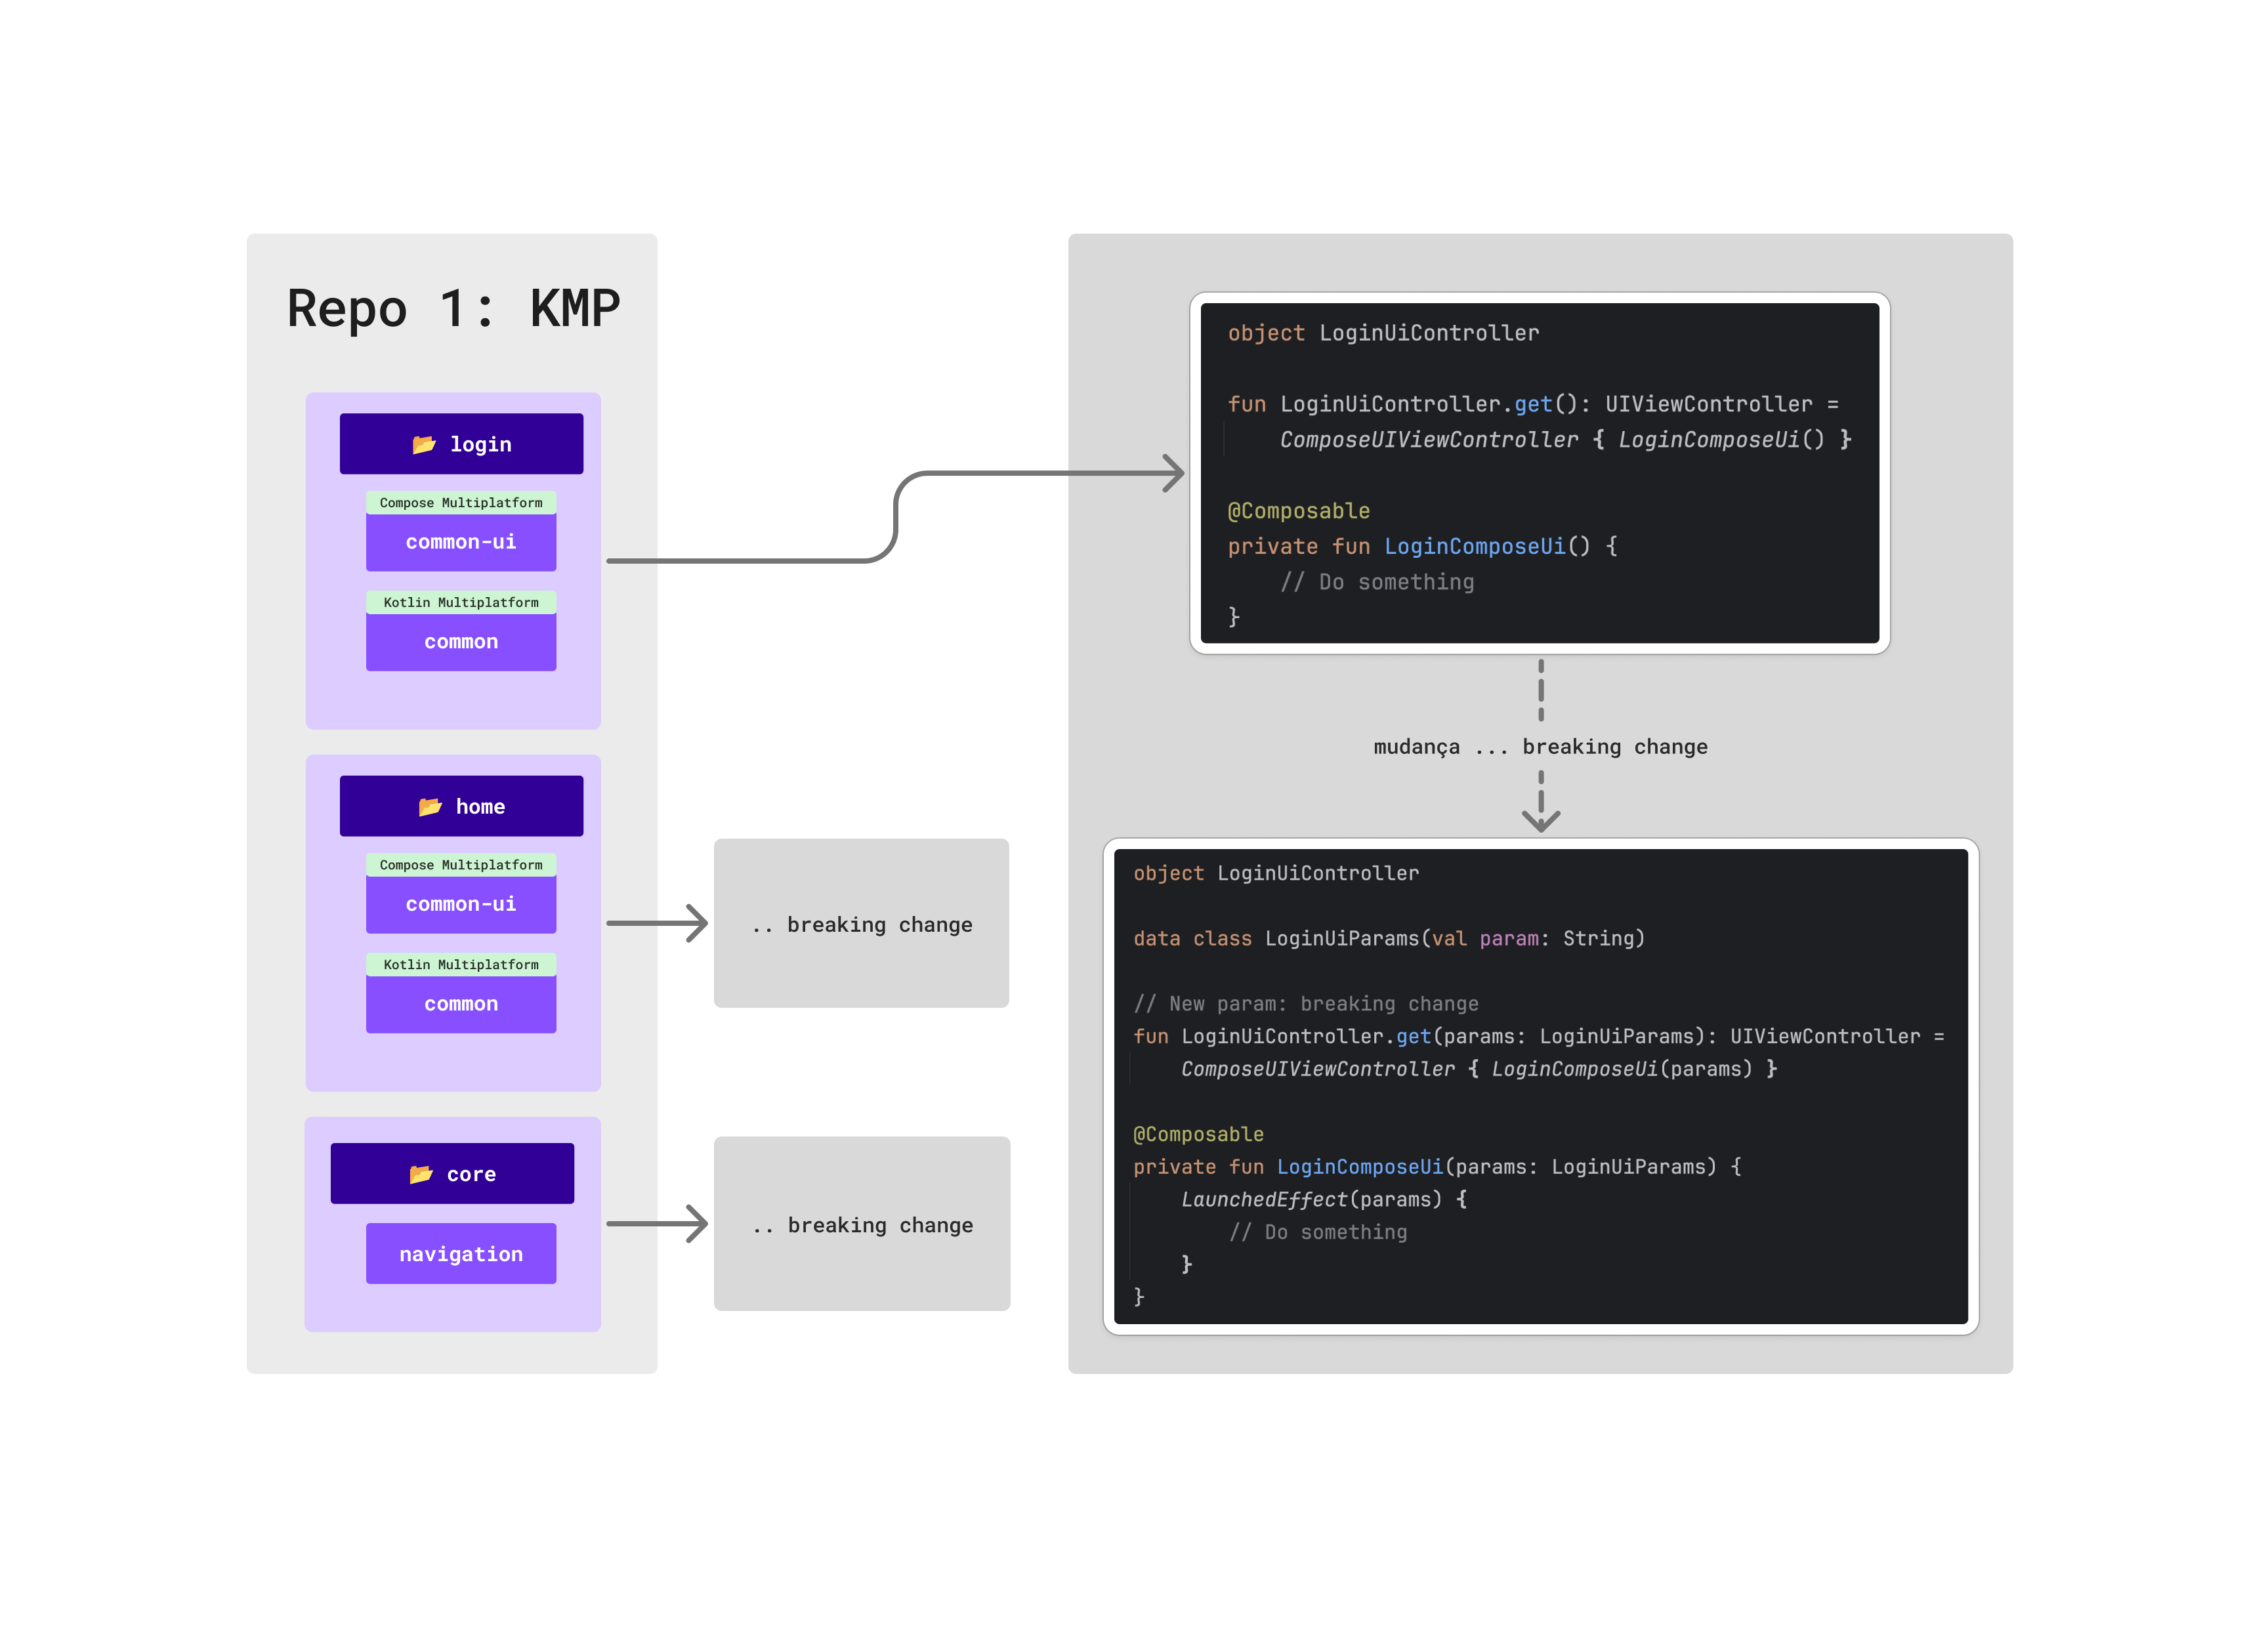 Repo 1: KMP
📂 login
Compose Multiplatform
common-ui
Kotlin Multiplatform
common
📂 home
Compose Multiplatform
common-ui
Kotlin Multiplatform
common
📂 core
navigation
.. breaking change
.. breaking change
object LoginUiController
fun LoginUiController.get(): UIViewController =
    ComposeUIViewController { LoginComposeUi() }
@Composable
private fun LoginComposeUi() {
    // Do something
}
mudança ... breaking change
object LoginUiController
data class LoginUiParams(val param: String)
// New param: breaking change
fun LoginUiController.get(params: LoginUiParams): UIViewController =
    ComposeUIViewController { LoginComposeUi(params) }
@Composable
private fun LoginComposeUi(params: LoginUiParams) {
    LaunchedEffect(params) {
        // Do something
    }
}